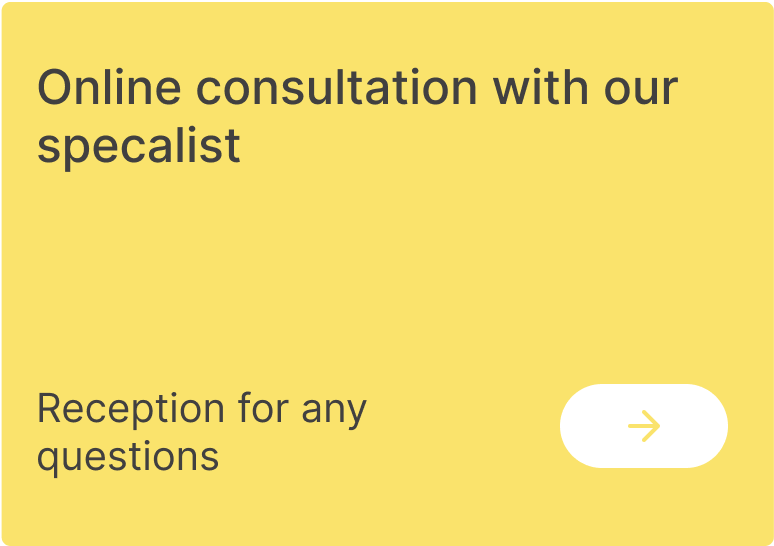 Online consultation with our
specalist
Reception for any
questions